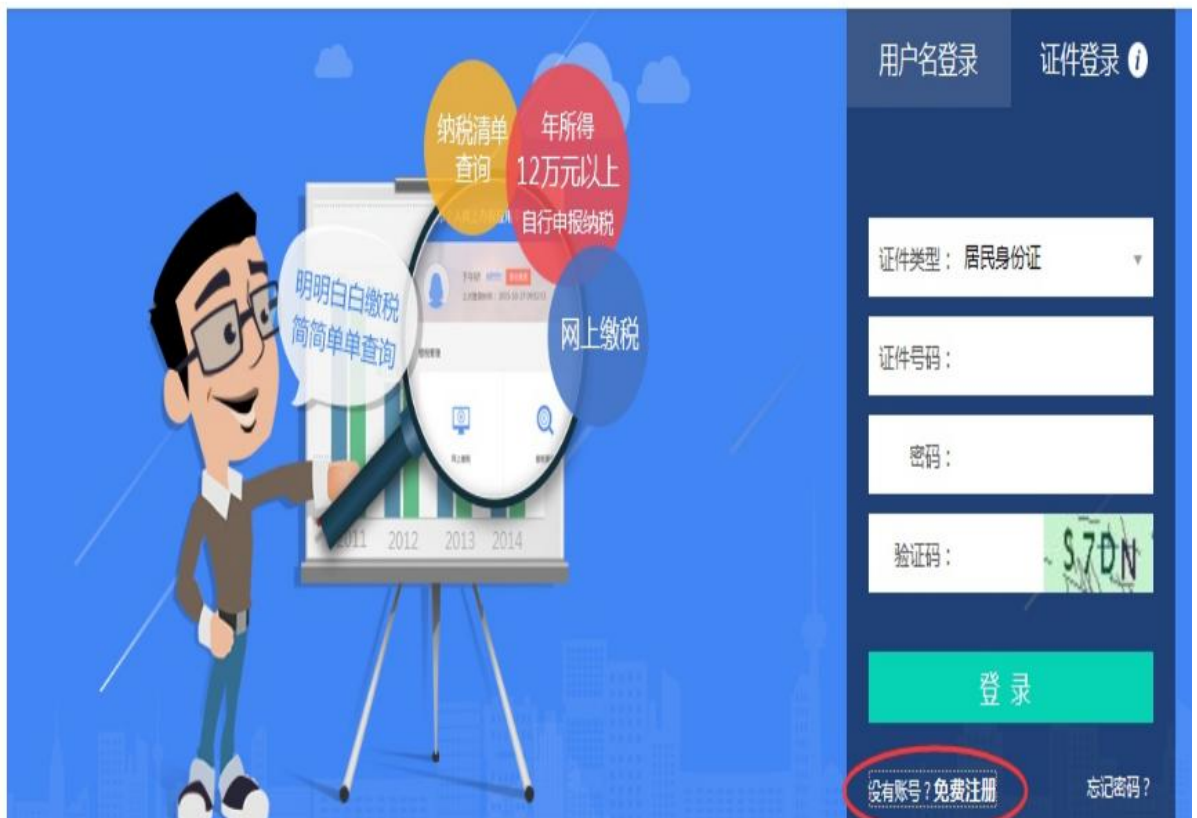 用户名登录
证件登录
纳税清单
查询
年所得
12万元以上
自行申报纳税
明明白白缴税
简简单单查询
网上缴税
网上缴税
2011 2012 2013 2014
证件类型：居民身份证
证件号码：
密码：
验证码：
S7DN
登 录
没有账号？免费注册
忘记密码？